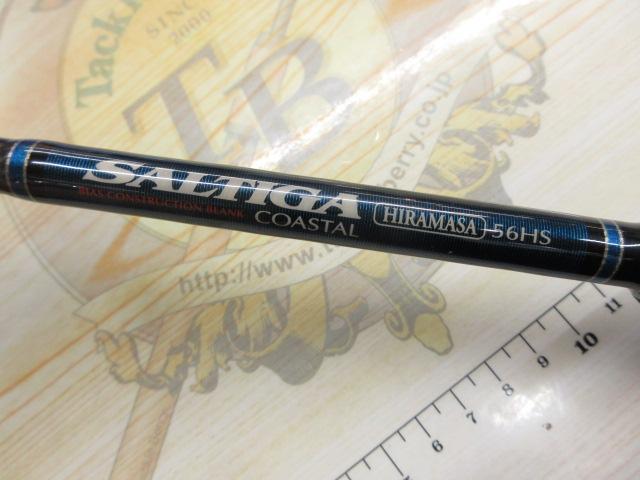 SALTIGA
BIAS CONSTRUCTION BLANK
COASTAL HIRAMASA 56HS
Tack
SINCE
2000
T&B
http://www.t
berry.co.jp
5 6 7 8 9 10 11